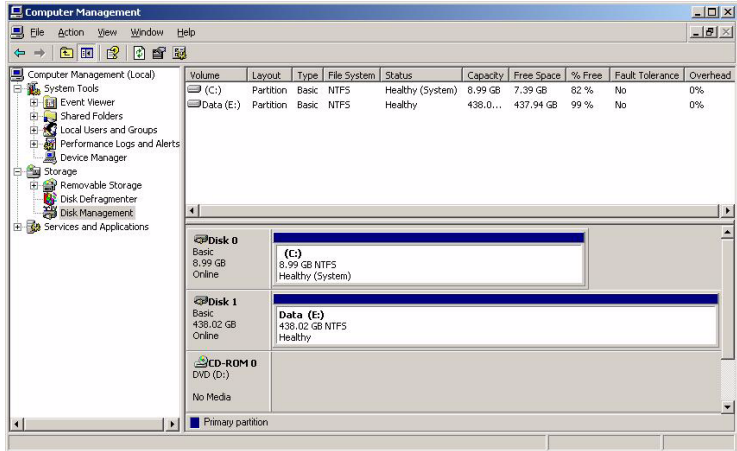 Computer Management
File Action View Window Help
Computer Management (Local)
System Tools
Event Viewer
Shared Folders
Local Users and Groups
Performance Logs and Alerts
Device Manager
Storage
Removable Storage
Disk Defragmenter
Disk Management
Services and Applications
Volume Layout Type File System Status Capacity Free Space % Free Fault Tolerance Overhead
(C:) Partition Basic NTFS Healthy (System) 8.99 GB 7.39 GB 82 % No 0%
Data (E:) Partition Basic NTFS Healthy 438.0... 437.94 GB 99 % No 0%
Disk 0
Basic
8.99 GB
Online
(C:)
8.99 GB NTFS
Healthy (System)
Disk 1
Basic
438.02 GB
Online
Data (E:)
438.02 GB NTFS
Healthy
CD-ROM 0
DVD (D:)
No Media
Primary partition